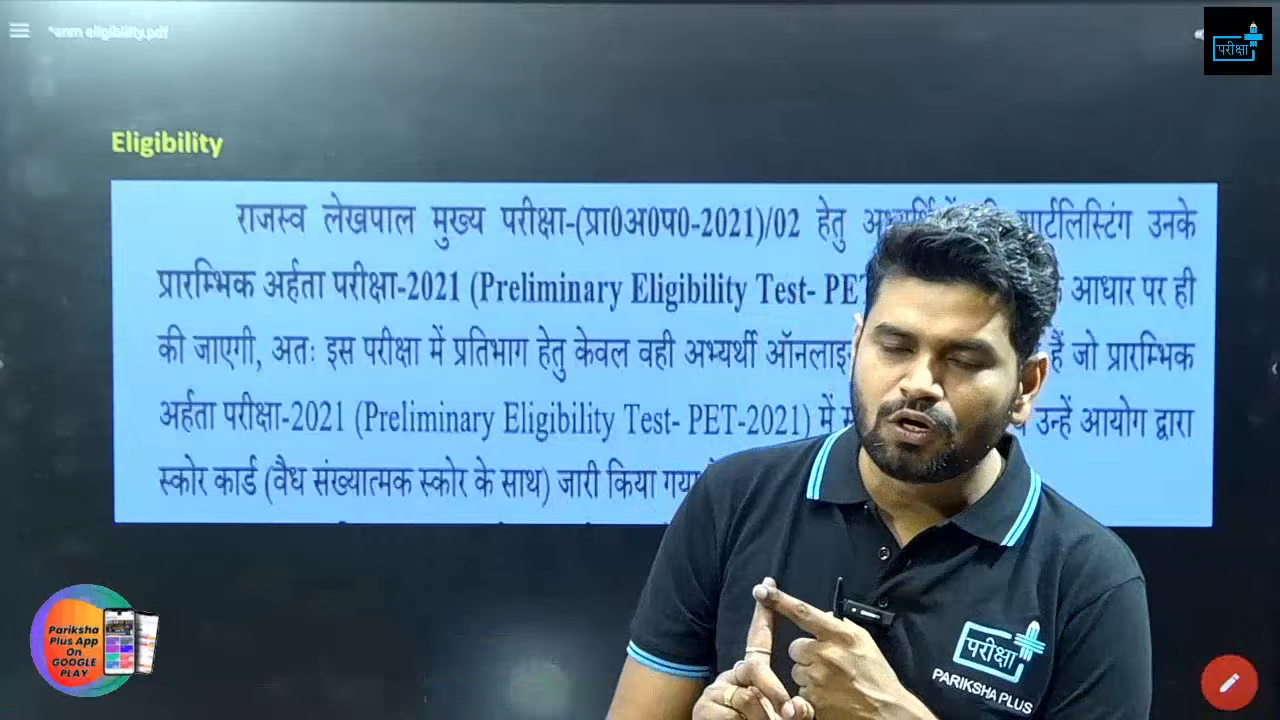 *anm eligibility.pdf
परीक्षा
Eligibility
राजस्व लेखपाल मुख्य परीक्षा-(प्रा0अ0प0-2021)/02 हेतु उनके
प्रारम्भिक अर्हता परीक्षा-2021 (Preliminary Eligibility Test- PET आधार पर ही
की जाएगी, अतः इस परीक्षा में प्रतिभाग हेतु केवल वही अभ्यर्थी हैं जो प्रारम्भिक
अर्हता परीक्षा-2021 (Preliminary Eligibility Test- PET-2021) में उन्हें आयोग द्वारा
स्कोर कार्ड (वैध संख्यात्मक स्कोर के साथ) जारी किया गया
Pariksha
Plus App
On
GOOGLE
PLAY
परीक्षा
PARIKSHA PLUS